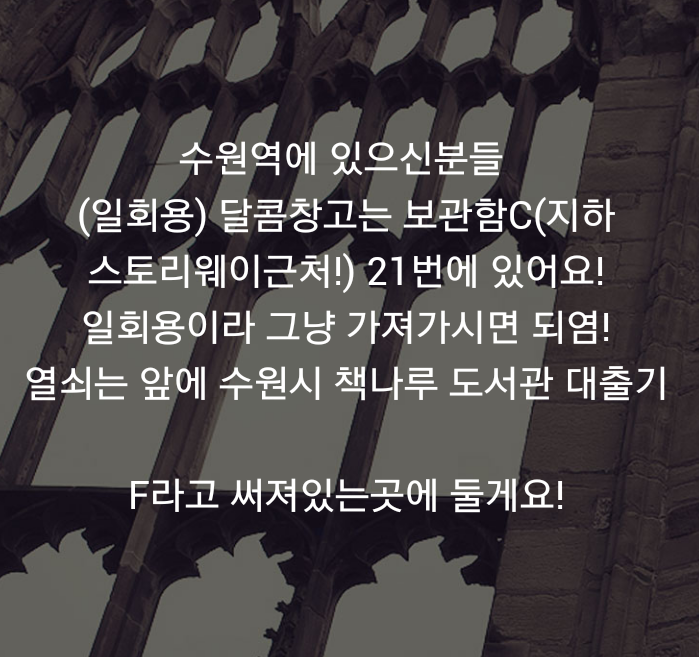 수원역에 있으신분들
(일회용) 달콤창고는 보관함C(지하
스토리웨이근처!) 21번에 있어요!
일회용이라 그냥 가져가시면 되염!
열쇠는 앞에 수원시 책나루 도서관 대출기
F라고 써져있는곳에 둘게요!